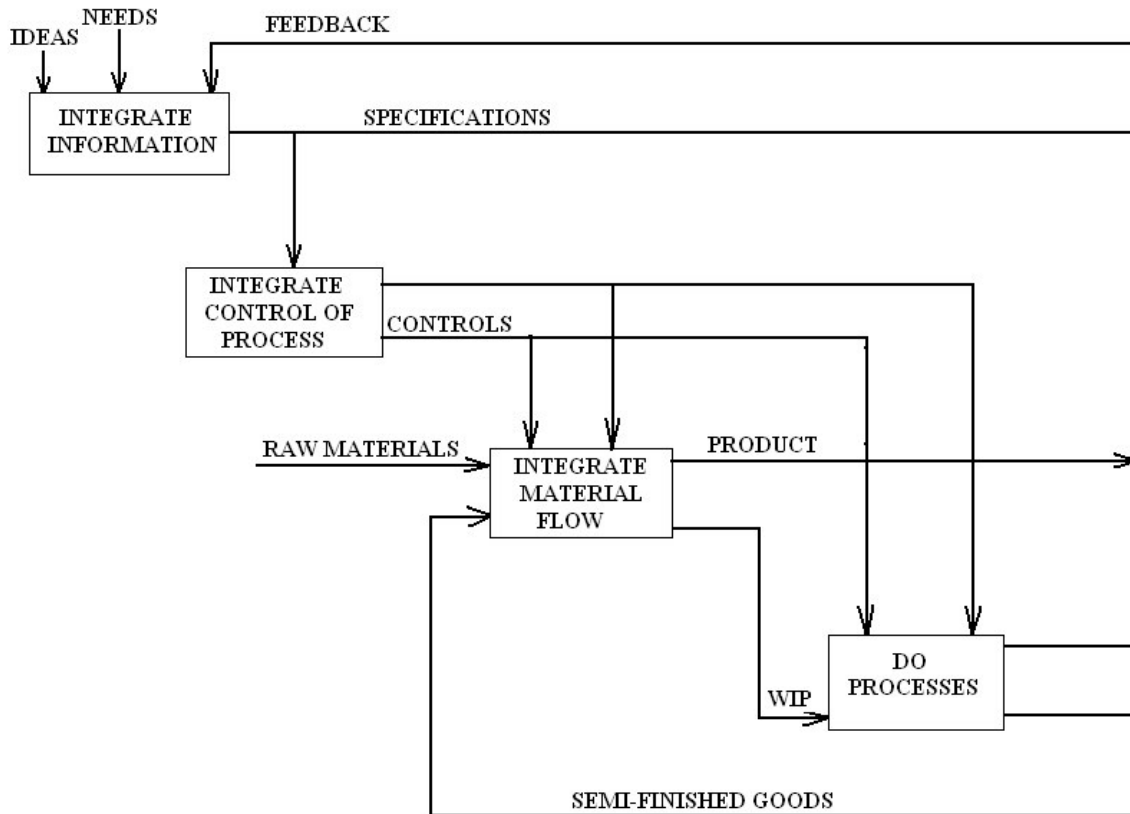 NEEDS
IDEAS
FEEDBACK
INTEGRATE
INFORMATION
SPECIFICATIONS
INTEGRATE
CONTROL OF
PROCESS
CONTROLS
RAW MATERIALS
INTEGRATE
MATERIAL
FLOW
PRODUCT
DO
PROCESSES
WIP
SEMI-FINISHED GOODS